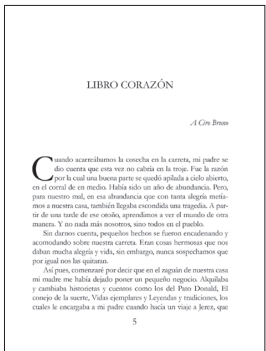 LIBRO CORAZÓN
A Ciro Bronw
Cuando acarreábamos la cosecha en la carreta, mi padre se
dio cuenta que esta vez no cabría en la troje. Fue la razón
por la cual una buena parte se quedó apilada a cielo abierto,
en el corral de en medio. Había sido un año de abundancia. Pero,
para nuestro mal, en esa abundancia que con tanta alegría metía-
mos a nuestra casa, también llegaba escondida una tragedia. A par-
tir de una tarde de ese otoño, aprendimos a ver el mundo de otra
manera. Y no nada más nosotros, sino todos en el pueblo.
Sin darnos cuenta, pequeños hechos se fueron encadenando y
acomodando sobre nuestra carreta. Eran cosas hermosas que nos
daban mucha alegría y vida, sin embargo, nunca sospechamos que
por igual nos las quitaran.
Así pues, comenzaré por decir que en el zaguán de nuestra casa
mi madre me había dejado poner un pequeño negocio. Alquilaba
y cambiaba historietas y cuentos como los del Pato Donald, El
conejo de la suerte, Vidas ejemplares y Leyendas y tradiciones, los
cuales le encargaba a mi padre cuando hacía un viaje a Jerez, que
5